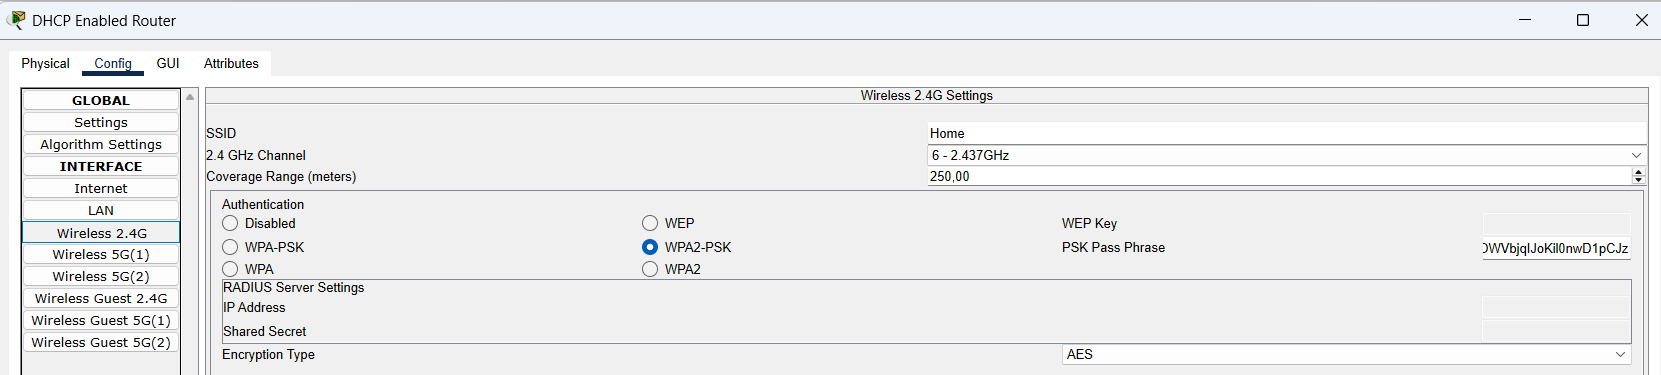 DHCP Enabled Router
Physical Config GUI Attributes
GLOBAL
Settings
Algorithm Settings
INTERFACE
Internet
LAN
Wireless 2.4G
Wireless 5G(1)
Wireless 5G(2)
Wireless Guest 2.4G
Wireless Guest 5G(1)
Wireless Guest 5G(2)
Wireless 2.4G Settings
SSID Home
2.4 GHz Channel 6 - 2.437GHz
Coverage Range (meters) 250,00
Authentication
Disabled WEP WEP Key
WPA-PSK WPA2-PSK PSK Pass Phrase
WPA WPA2
RADIUS Server Settings
IP Address
Shared Secret
Encryption Type AES